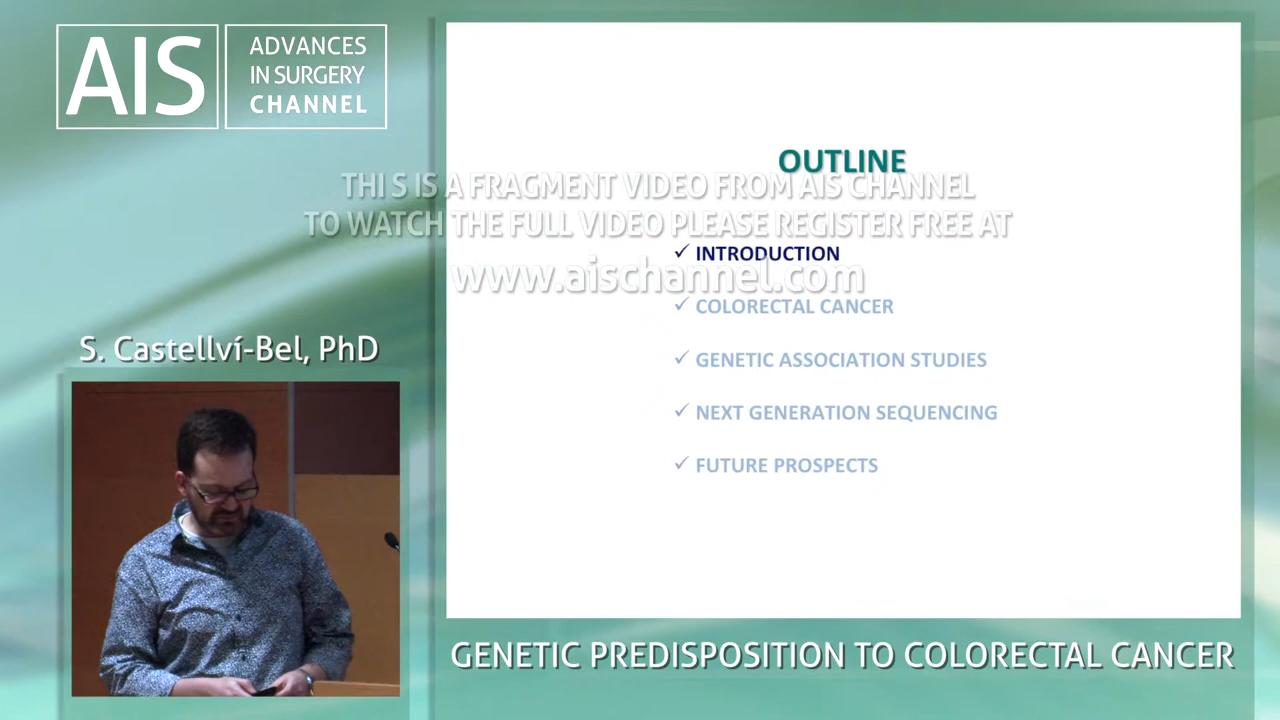 AIS
ADVANCES
IN SURGERY
CHANNEL
OUTLINE
THI S IS A FRAGMENT VIDEO FROM AIS CHANNEL
TO WATCH THE FULL VIDEO PLEASE REGISTER FREE AT
www.aischannel.com
✓ INTRODUCTION
✓ COLORECTAL CANCER
✓ GENETIC ASSOCIATION STUDIES
✓ NEXT GENERATION SEQUENCING
✓ FUTURE PROSPECTS
S. Castellví-Bel, PhD
GENETIC PREDISPOSITION TO COLORECTAL CANCER